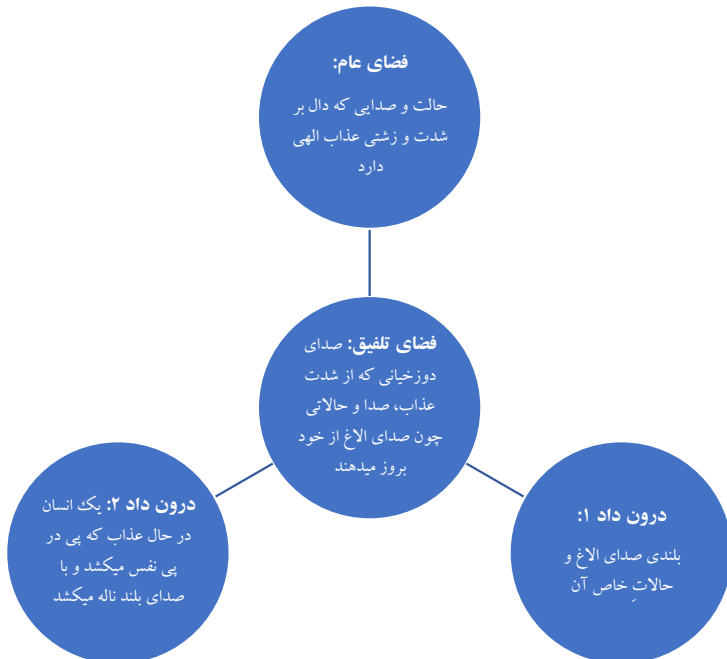 فضای عام:
حالت و صدایی که دال بر
شدت و زشتی عذاب الهی
دارد
فضای تلفیق: صدای
دوزخیانی که از شدت
عذاب، صدا و حالاتی
چون صدای الاغ از خود
بروز میدهند
درون داد ۱:
بلندی صدای الاغ و
حالاتِ خاص آن
درون داد ۲: یک انسان
در حال عذاب که پی در
پی نفس میکشد و با
صدای بلند ناله میکشد